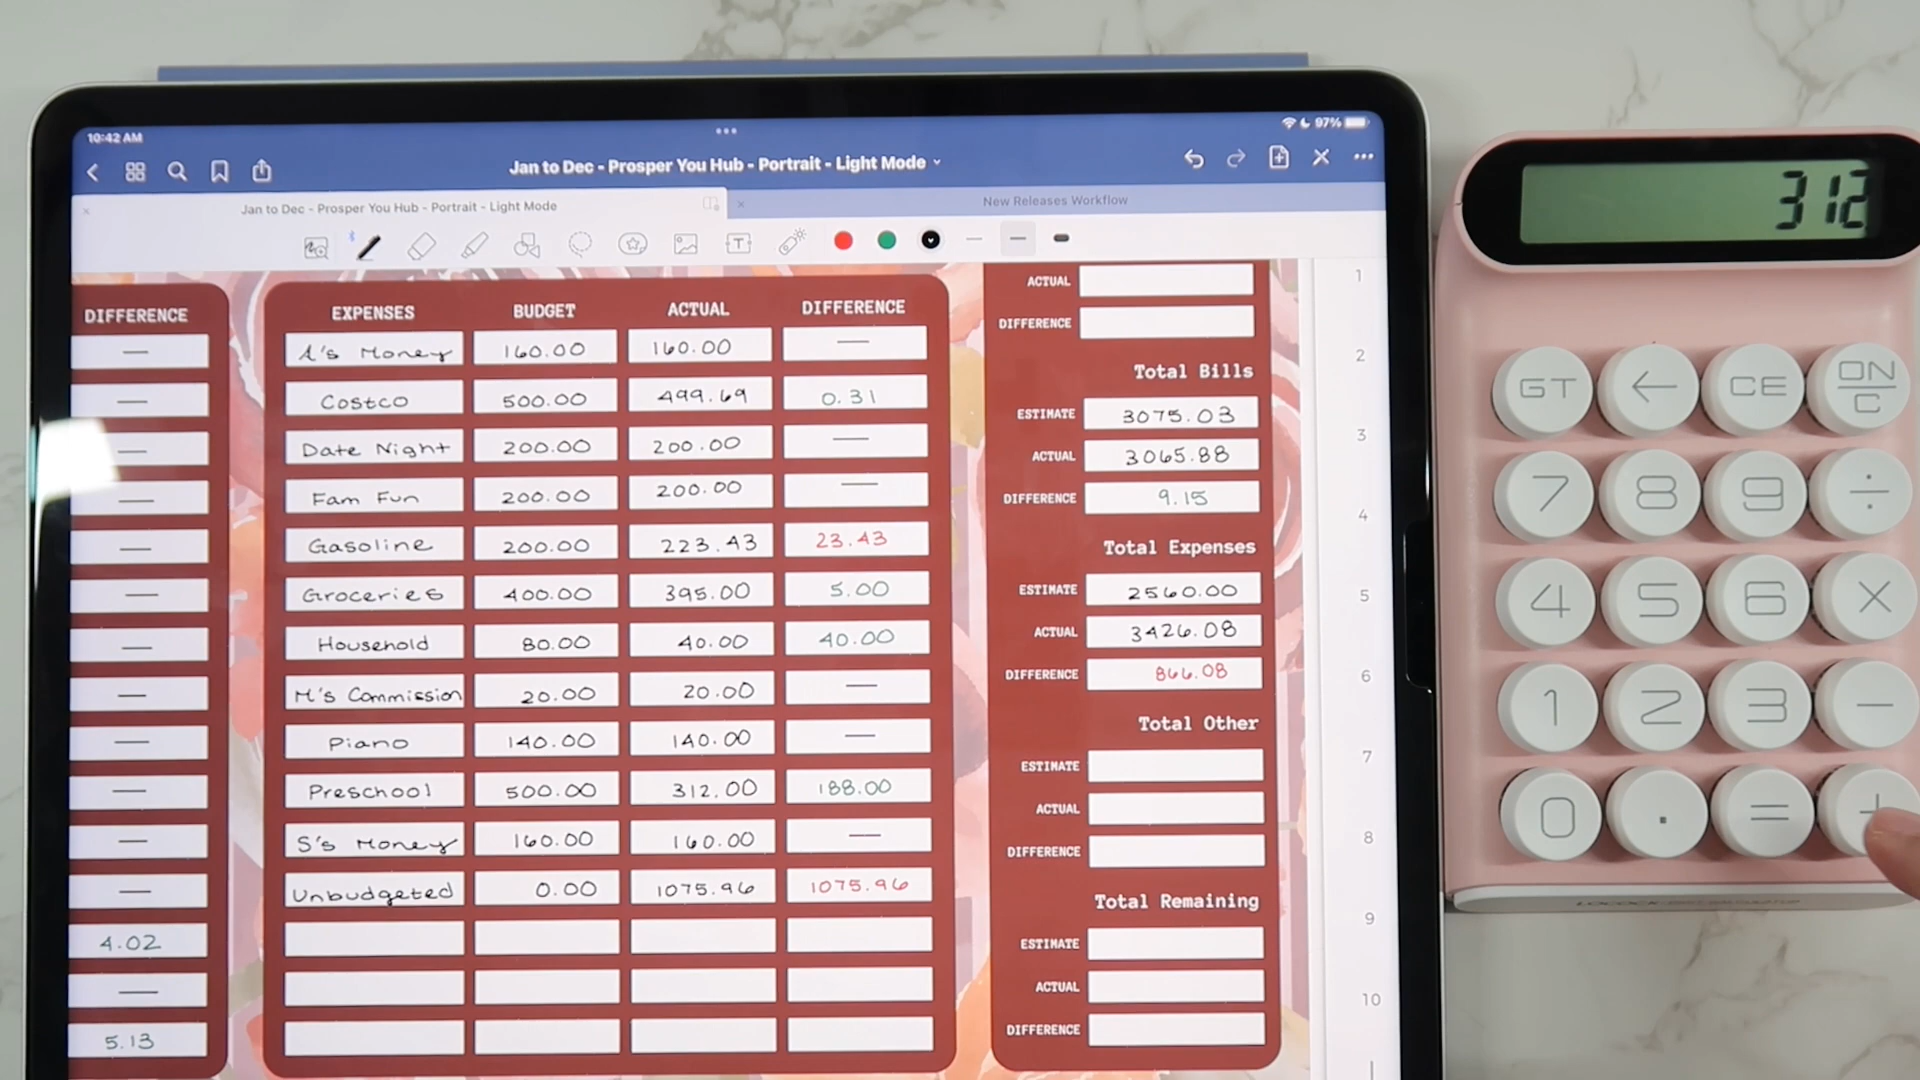 10:42 AM
97%
Jan to Dec - Prosper You Hub - Portrait - Light Mode
Jan to Dec - Prosper You Hub - Portrait - Light Mode
New Releases Workflow
DIFFERENCE
4.02
5.13
EXPENSES BUDGET ACTUAL DIFFERENCE
A's Money 160.00 160.00 —
Costco 500.00 499.69 0.31
Date Night 200.00 200.00 —
Fam Fun 200.00 200.00 —
Gasoline 200.00 223.43 23.43
Groceries 400.00 395.00 5.00
Household 80.00 40.00 40.00
M's Commission 20.00 20.00 —
Piano 140.00 140.00 —
Preschool 500.00 312.00 188.00
S's Money 160.00 160.00 —
Unbudgeted 0.00 1075.96 1075.96
ACTUAL
DIFFERENCE
Total Bills
ESTIMATE 3075.03
ACTUAL 3065.88
DIFFERENCE 9.15
Total Expenses
ESTIMATE 2560.00
ACTUAL 3426.08
DIFFERENCE 866.08
Total Other
ESTIMATE
ACTUAL
DIFFERENCE
Total Remaining
ESTIMATE
ACTUAL
DIFFERENCE
1
2
3
4
5
6
7
8
9
10
312
GT ← CE ON/C
7 8 9 ÷
4 5 6 ×
1 2 3 −
0 . = +